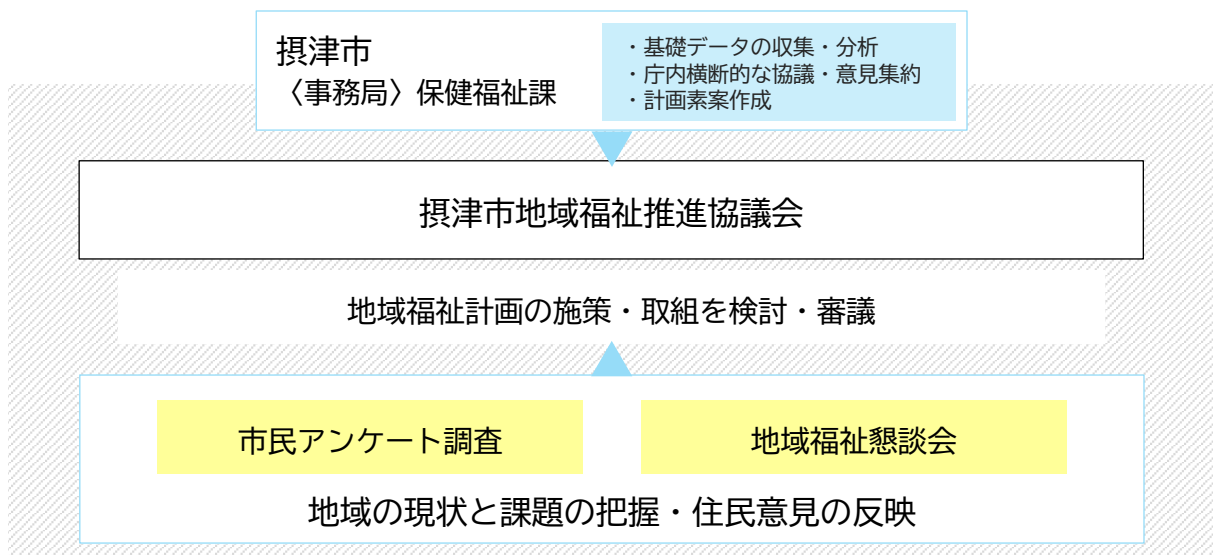 摂津市
〈事務局〉保健福祉課
・基礎データの収集・分析
・庁内横断的な協議・意見集約
・計画素案作成
摂津市地域福祉推進協議会
地域福祉計画の施策・取組を検討・審議
市民アンケート調査
地域福祉懇談会
地域の現状と課題の把握・住民意見の反映